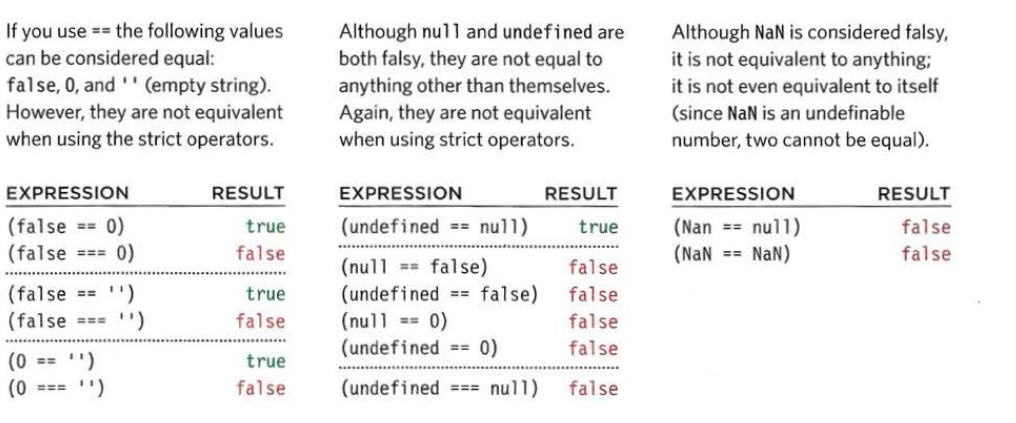 If you use == the following values
can be considered equal:
false, 0, and '' (empty string).
However, they are not equivalent
when using the strict operators.
EXPRESSION RESULT
(false == 0) true
(false === 0) false
(false == '') true
(false === '') false
(0 == '') true
(0 === '') false
Although null and undefined are
both falsy, they are not equal to
anything other than themselves.
Again, they are not equivalent
when using strict operators.
EXPRESSION RESULT
(undefined == null) true
(null == false) false
(undefined == false) false
(null == 0) false
(undefined == 0) false
(undefined === null) false
Although NaN is considered falsy,
it is not equivalent to anything;
it is not even equivalent to itself
(since NaN is an undefinable
number, two cannot be equal).
EXPRESSION RESULT
(Nan == null) false
(NaN == NaN) false